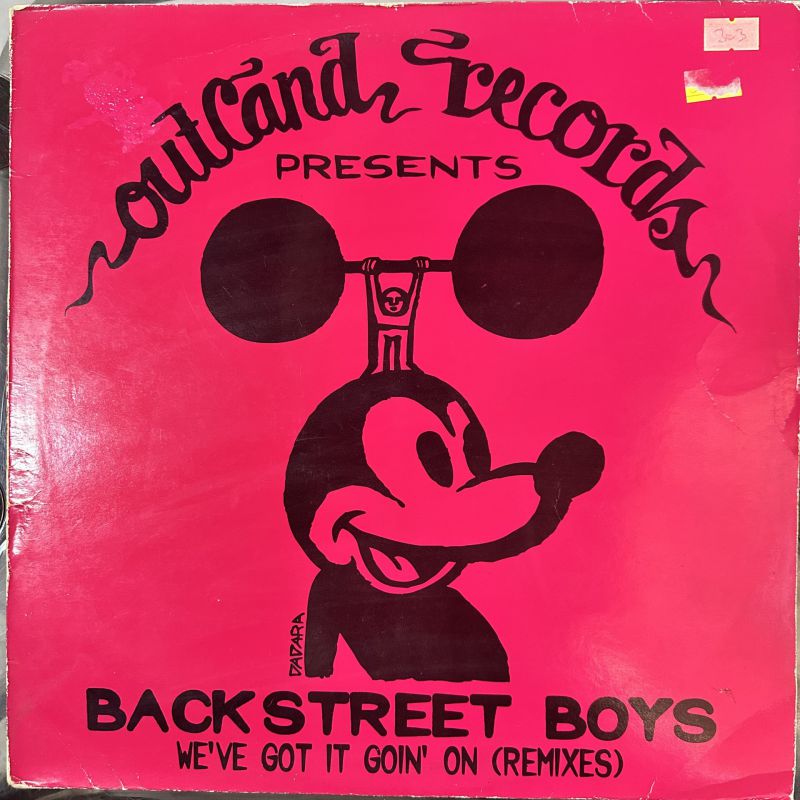 outland records
PRESENTS
DADARA
BACKSTREET BOYS
WE'VE GOT IT GOIN' ON (REMIXES)